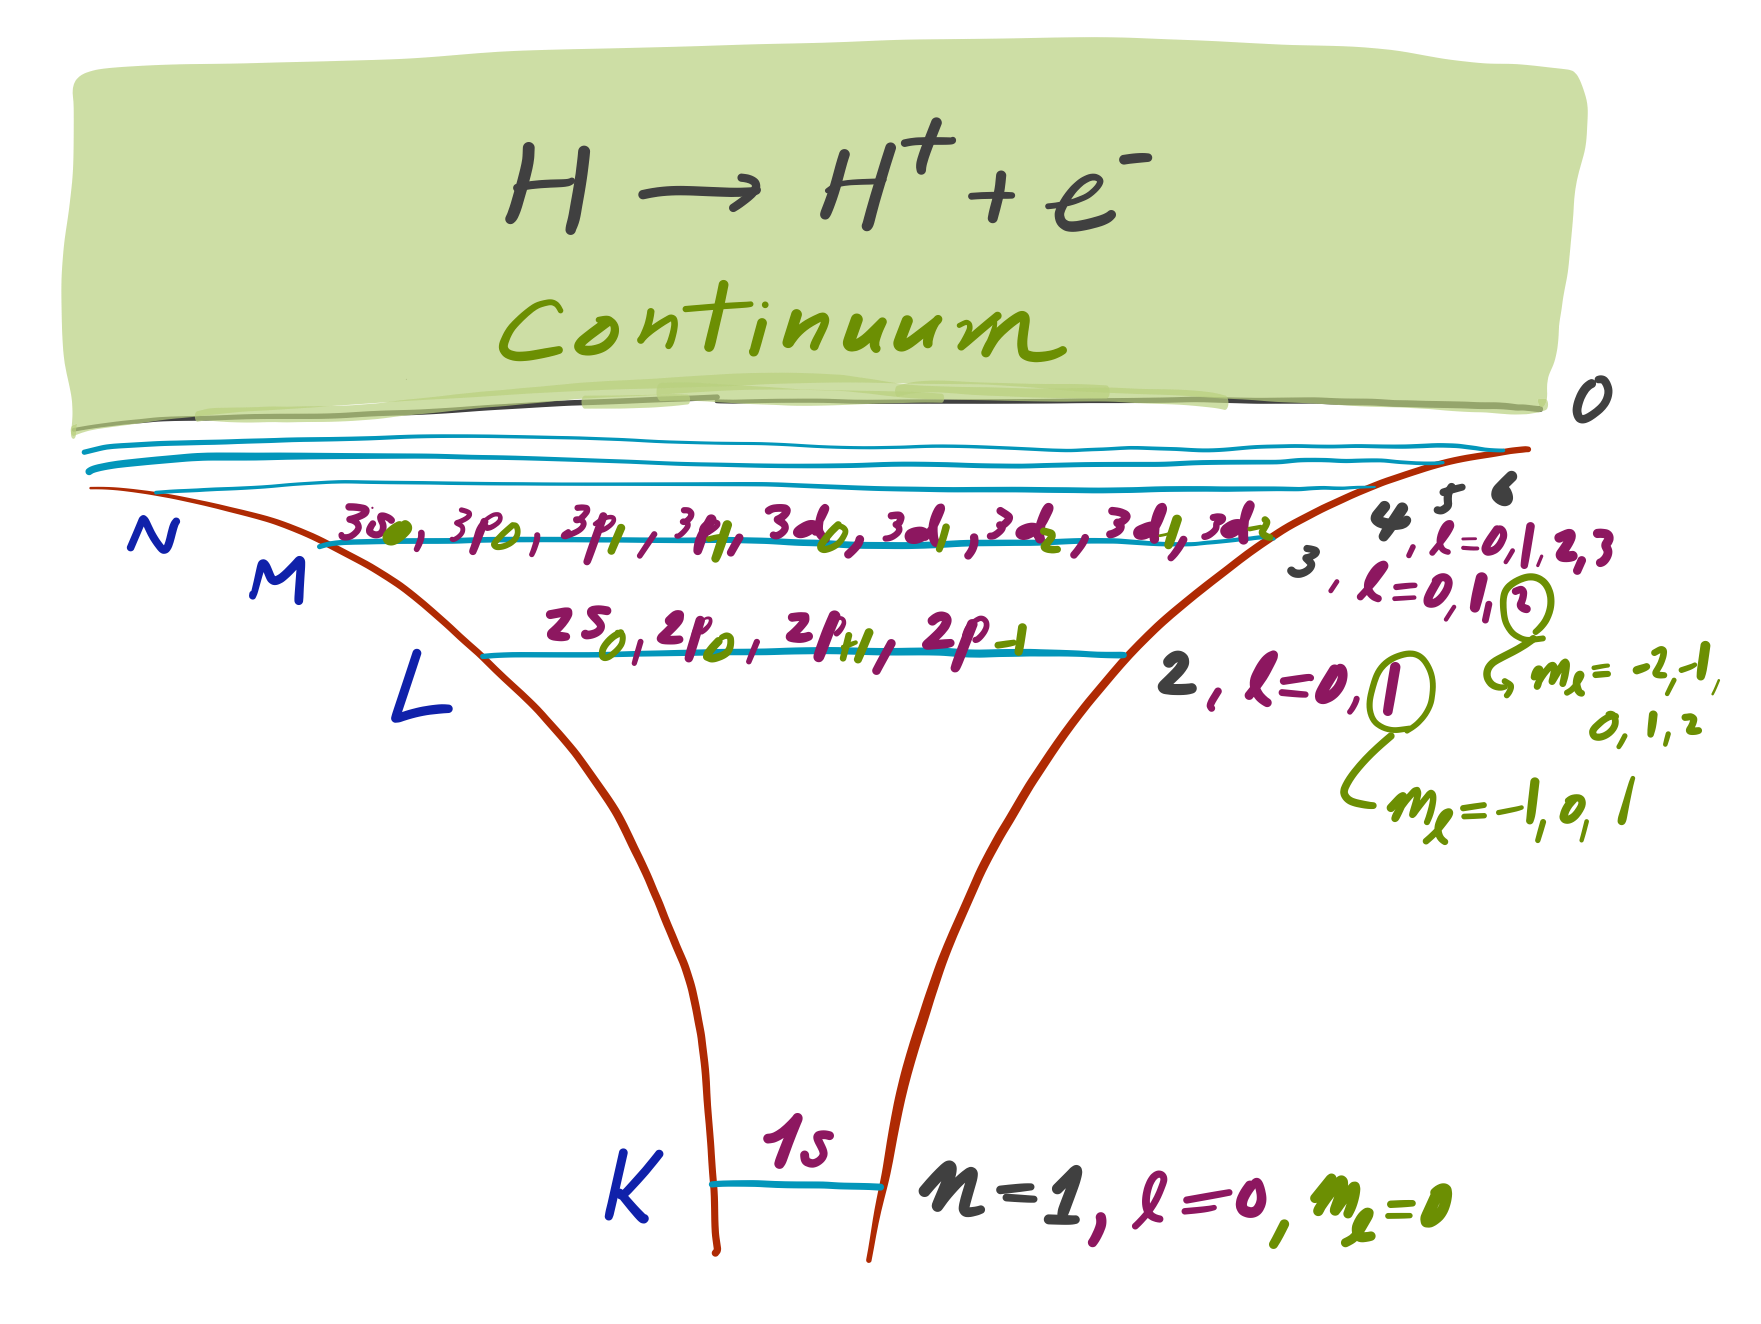 H → H⁺ + e⁻
Continuum
0
N 3s0, 3p0, 3p1, 3p-1, 3d0, 3d1, 3d2, 3d-1, 3d-2 4 5 6
, l=0,1,2,3
M 3, l=0,1,2
mₗ = -2,-1,
0,1,2
L 2s0, 2p0, 2p+1, 2p-1 2, l=0,1
mₗ=-1,0,1
K 1s n=1, l=0, mₗ=0